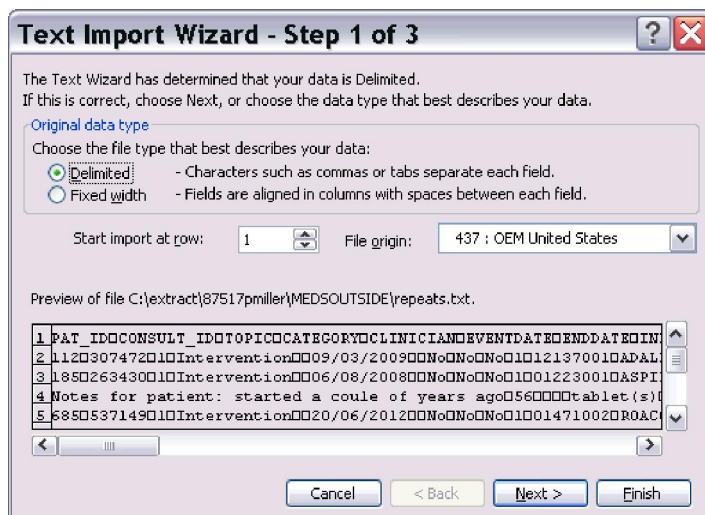 Text Import Wizard - Step 1 of 3
The Text Wizard has determined that your data is Delimited.
If this is correct, choose Next, or choose the data type that best describes your data.
Original data type
Choose the file type that best describes your data:
Delimited - Characters such as commas or tabs separate each field.
Fixed width - Fields are aligned in columns with spaces between each field.
Start import at row: 1 File origin: 437 : OEM United States
Preview of file C:\extract\87517pmiller\MEDSOUTSIDE\repeats.txt.
1 PAT_ID□CONSULT_ID□TOPIC□CATEGORY□CLINICIAN□EVENTDATE□ENDDATE□IN
2 112□307472□1□Intervention□□09/03/2009□□No□No□No□1□12137001□ADAL
3 185□263430□1□Intervention□□06/08/2008□□No□No□No□1□01223001□ASPI
4 Notes for patient: started a coule of years ago□56□□□□tablet(s)□
5 685□537149□1□Intervention□□20/06/2012□□No□No□No□1□01471002□ROAC
Cancel < Back Next > Finish